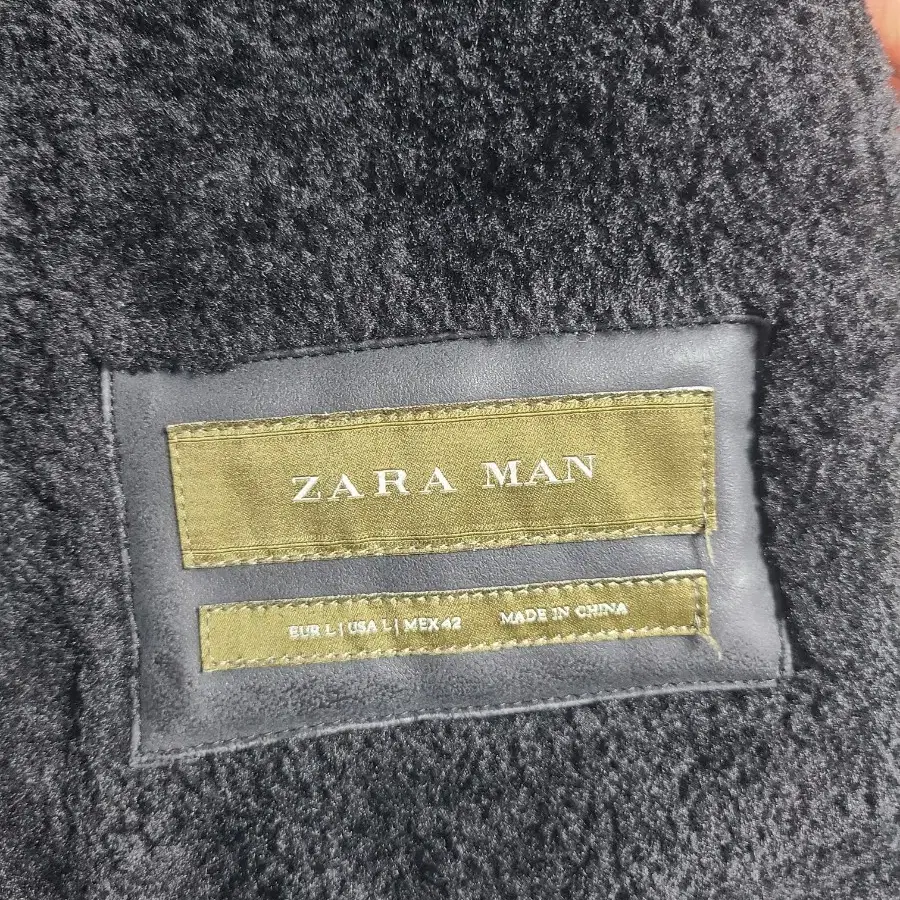 ZARA MAN
EUR L | USA L | MEX 42 MADE IN CHINA